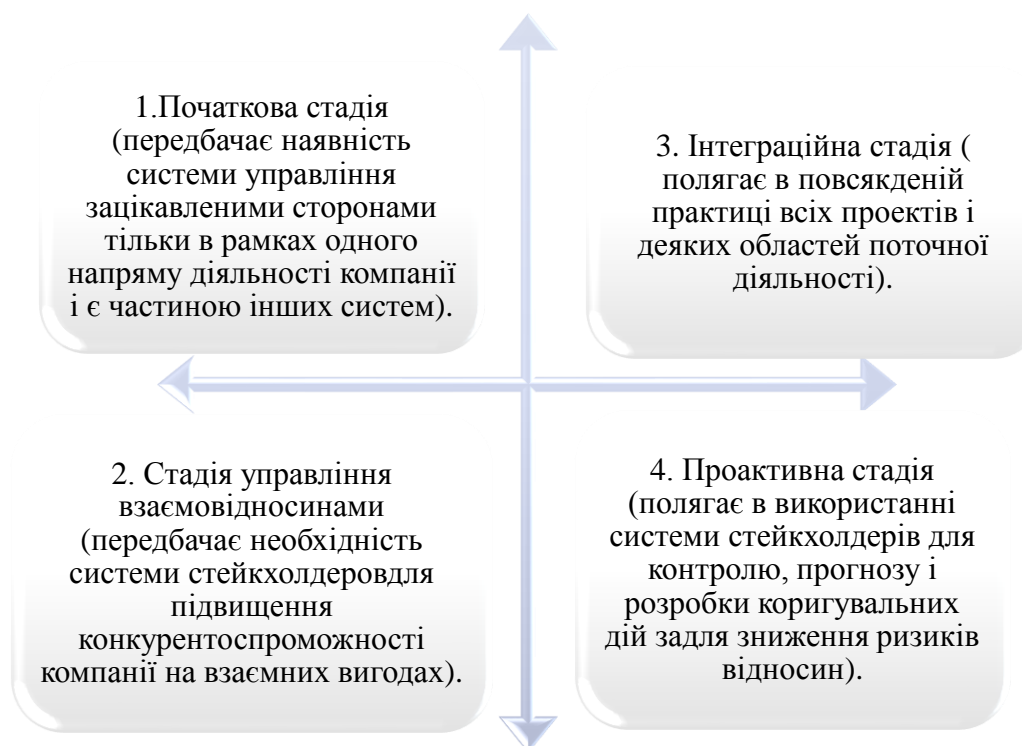 1.Початкова стадія
(передбачає наявність
системи управління
зацікавленими сторонами
тільки в рамках одного
напряму діяльності компанії
і є частиною інших систем).
2. Стадія управління
взаємовідносинами
(передбачає необхідність
системи стейкхолдеровдля
підвищення
конкурентоспроможності
компанії на взаємних вигодах).
3. Інтеграційна стадія (
полягає в повсякденій
практиці всіх проектів і
деяких областей поточної
діяльності).
4. Проактивна стадія
(полягає в використанні
системи стейкхолдерів для
контролю, прогнозу і
розробки коригувальних
дій задля зниження ризиків
відносин).